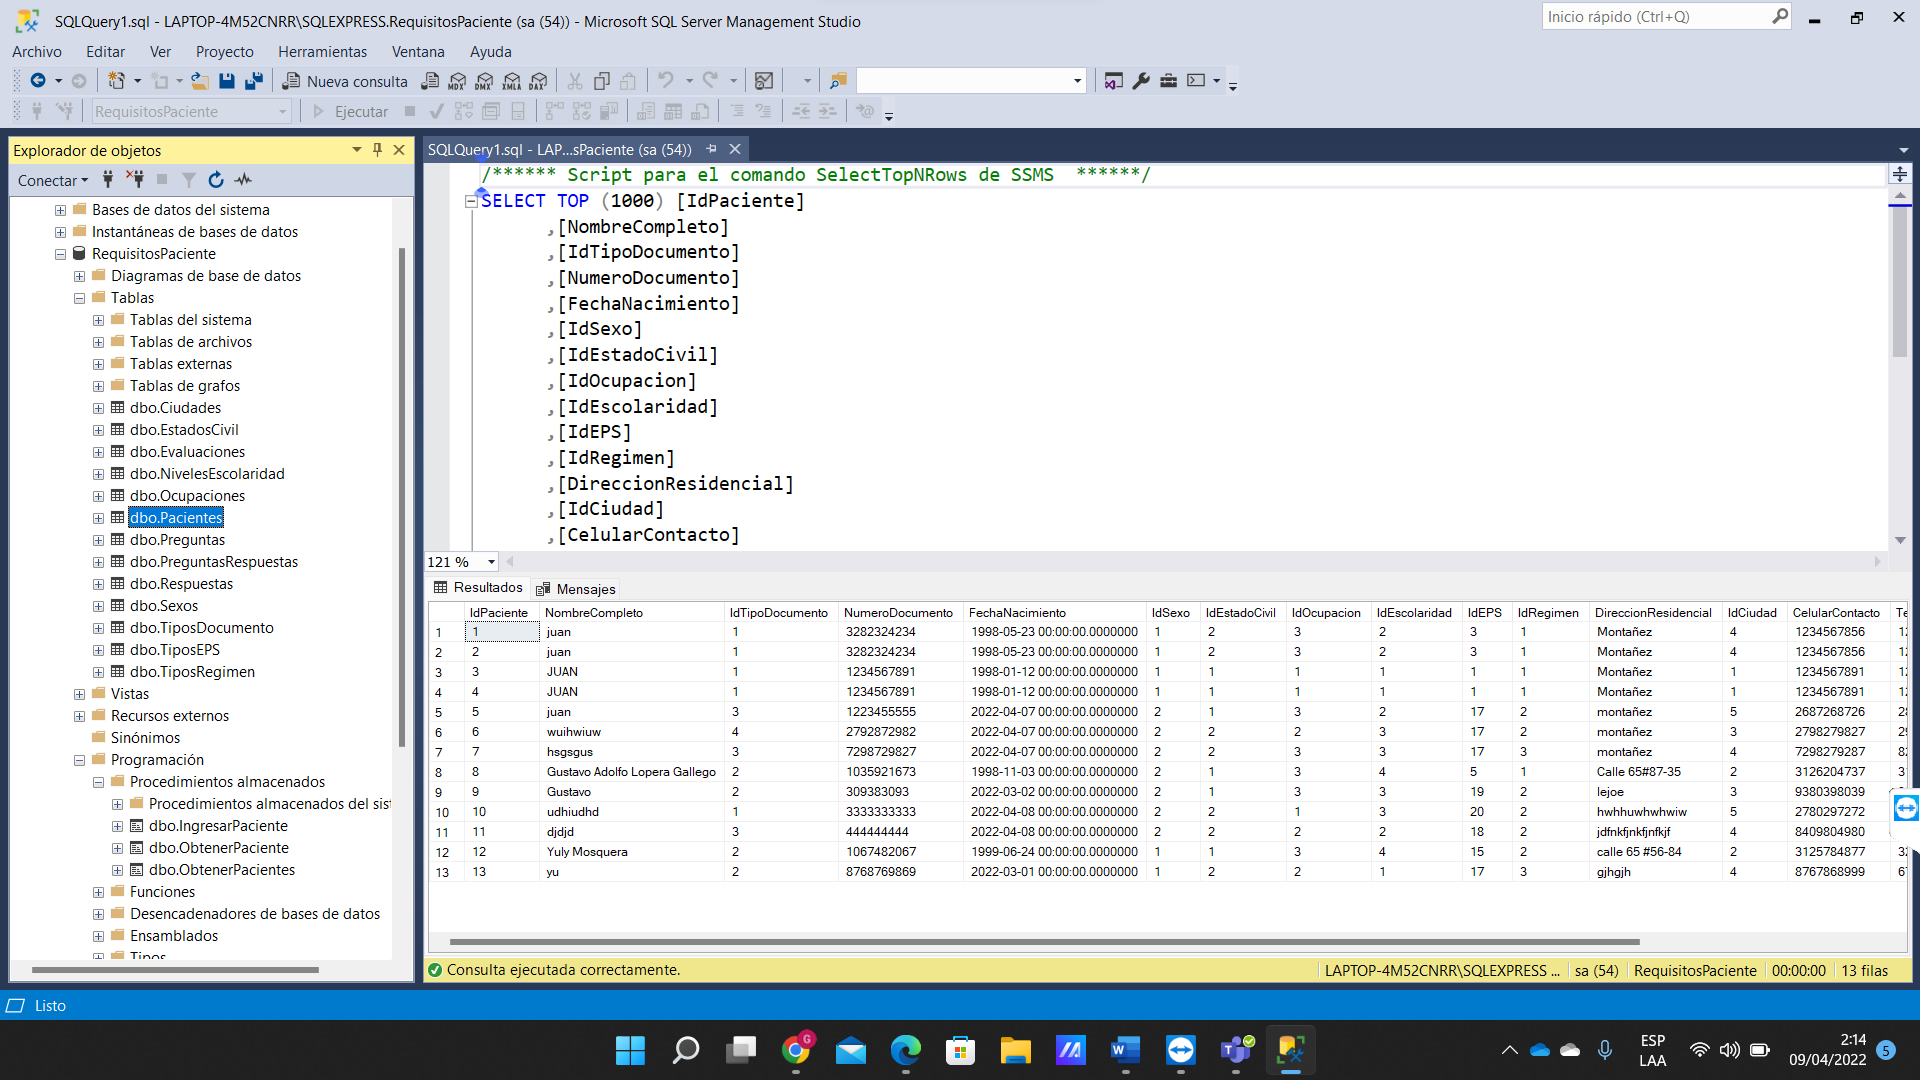 SQLQuery1.sql - LAPTOP-4M52CNRR\SQLEXPRESS.RequisitosPaciente (sa (54)) - Microsoft SQL Server Management Studio
Inicio rápido (Ctrl+Q)
Archivo Editar Ver Proyecto Herramientas Ventana Ayuda
Nueva consulta MDX DMX XMLA DAX
RequisitosPaciente Ejecutar
Explorador de objetos
Conectar
Bases de datos del sistema
Instantáneas de bases de datos
RequisitosPaciente
Diagramas de base de datos
Tablas
Tablas del sistema
Tablas de archivos
Tablas externas
Tablas de grafos
dbo.Ciudades
dbo.EstadosCivil
dbo.Evaluaciones
dbo.NivelesEscolaridad
dbo.Ocupaciones
dbo.Pacientes
dbo.Preguntas
dbo.PreguntasRespuestas
dbo.Respuestas
dbo.Sexos
dbo.TiposDocumento
dbo.TiposEPS
dbo.TiposRegimen
Vistas
Recursos externos
Sinónimos
Programación
Procedimientos almacenados
Procedimientos almacenados del sist
dbo.IngresarPaciente
dbo.ObtenerPaciente
dbo.ObtenerPacientes
Funciones
Desencadenadores de bases de datos
Ensamblados
Tipos
SQLQuery1.sql - LAP...sPaciente (sa (54))
/****** Script para el comando SelectTopNRows de SSMS  ******/
SELECT TOP (1000) [IdPaciente]
,[NombreCompleto]
,[IdTipoDocumento]
,[NumeroDocumento]
,[FechaNacimiento]
,[IdSexo]
,[IdEstadoCivil]
,[IdOcupacion]
,[IdEscolaridad]
,[IdEPS]
,[IdRegimen]
,[DireccionResidencial]
,[IdCiudad]
,[CelularContacto]
121 %
Resultados Mensajes
IdPaciente NombreCompleto IdTipoDocumento NumeroDocumento FechaNacimiento IdSexo IdEstadoCivil IdOcupacion IdEscolaridad IdEPS IdRegimen DireccionResidencial IdCiudad CelularContacto Te
1 1 juan 1 3282324234 1998-05-23 00:00:00.0000000 1 2 3 2 3 1 Montañez 4 1234567856
2 2 juan 1 3282324234 1998-05-23 00:00:00.0000000 1 2 3 2 3 1 Montañez 4 1234567856
3 3 JUAN 1 1234567891 1998-01-12 00:00:00.0000000 1 1 1 1 1 1 Montañez 1 1234567891
4 4 JUAN 1 1234567891 1998-01-12 00:00:00.0000000 1 1 1 1 1 1 Montañez 1 1234567891
5 5 juan 3 1223455555 2022-04-07 00:00:00.0000000 2 1 3 2 17 2 montañez 5 2687268726
6 6 wuihwiuw 4 2792872982 2022-04-07 00:00:00.0000000 2 2 2 3 17 2 montañez 3 2798279827
7 7 hsgsgus 3 7298729827 2022-04-07 00:00:00.0000000 2 2 3 3 17 3 montañez 4 7298279287
8 8 Gustavo Adolfo Lopera Gallego 2 1035921673 1998-11-03 00:00:00.0000000 2 1 3 4 5 1 Calle 65#87-35 2 3126204737
9 9 Gustavo 2 309383093 2022-03-02 00:00:00.0000000 2 1 3 3 19 2 lejoe 3 9380398039
10 10 udhiudhd 1 3333333333 2022-04-08 00:00:00.0000000 2 2 1 3 20 2 hwhhuwhwhwiw 5 2780297272
11 11 djdjd 3 444444444 2022-04-08 00:00:00.0000000 2 2 2 2 18 2 jdfnkfjnkfjnfkjf 4 8409804980
12 12 Yuly Mosquera 2 1067482067 1999-06-24 00:00:00.0000000 1 1 3 4 15 2 calle 65 #56-84 2 3125784877
13 13 yu 2 8768769869 2022-03-01 00:00:00.0000000 1 2 2 1 17 3 gjhgjh 4 8767868999
Consulta ejecutada correctamente. LAPTOP-4M52CNRR\SQLEXPRESS ... sa (54) RequisitosPaciente 00:00:00 13 filas
Listo
ESP
LAA
2:14
09/04/2022
5